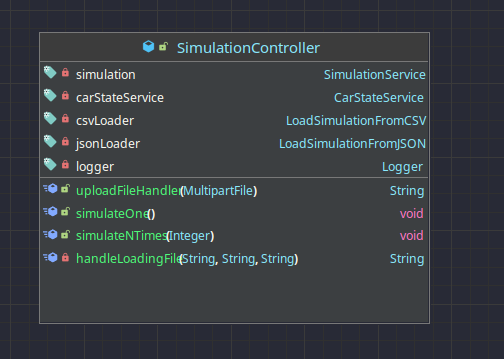 SimulationController
simulation SimulationService
carStateService CarStateService
csvLoader LoadSimulationFromCSV
jsonLoader LoadSimulationFromJSON
logger Logger
uploadFileHandler(MultipartFile) String
simulateOne() void
simulateNTimes(Integer) void
handleLoadingFile(String, String, String) String